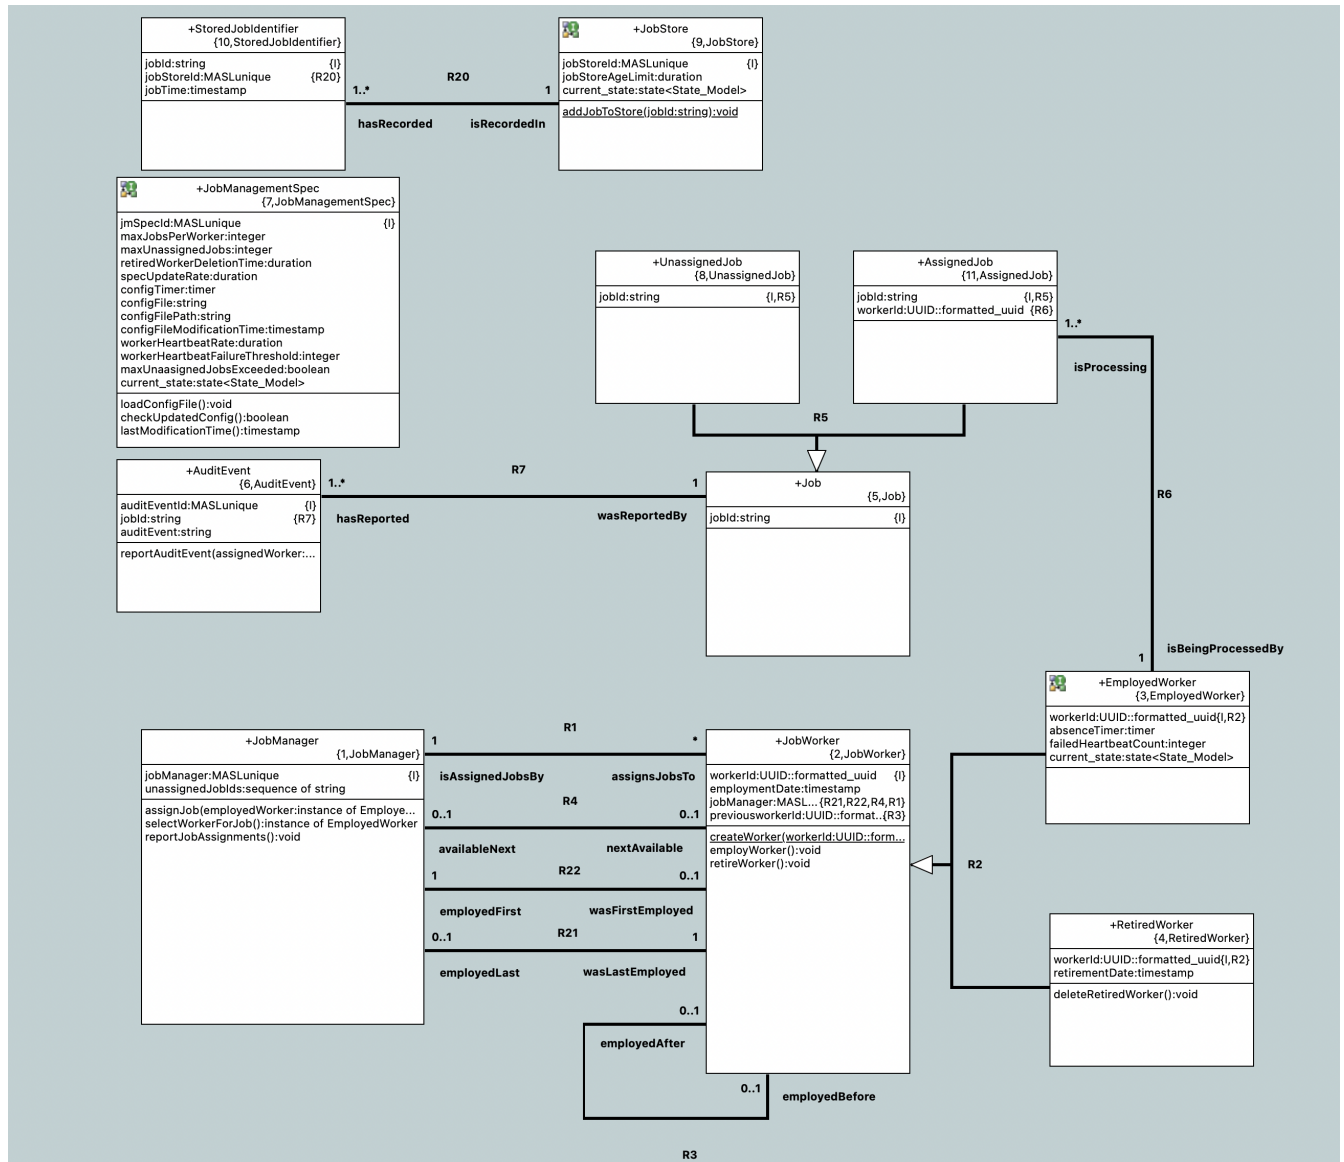 +StoredJobIdentifier
{10,StoredJobIdentifier}
jobId:string {I}
jobStoreId:MASLunique {R20}
jobTime:timestamp
R20
1..*
1
hasRecorded
isRecordedIn
+JobStore
{9,JobStore}
jobStoreId:MASLunique {I}
jobStoreAgeLimit:duration
current_state:state<State_Model>
addJobToStore(jobId:string):void
+JobManagementSpec
{7,JobManagementSpec}
jmSpecId:MASLunique {I}
maxJobsPerWorker:integer
maxUnassignedJobs:integer
retiredWorkerDeletionTime:duration
specUpdateRate:duration
configTimer:timer
configFile:string
configFilePath:string
configFileModificationTime:timestamp
workerHeartbeatRate:duration
workerHeartbeatFailureThreshold:integer
maxUnaasignedJobsExceeded:boolean
current_state:state<State_Model>
loadConfigFile():void
checkUpdatedConfig():boolean
lastModificationTime():timestamp
+UnassignedJob
{8,UnassignedJob}
jobId:string {I,R5}
+AssignedJob
{11,AssignedJob}
jobId:string {I,R5}
workerId:UUID::formatted_uuid {R6}
1..*
isProcessing
R5
R6
+AuditEvent
{6,AuditEvent}
auditEventId:MASLunique {I}
jobId:string {R7}
auditEvent:string
reportAuditEvent(assignedWorker:...
R7
1..*
1
hasReported
wasReportedBy
+Job
{5,Job}
jobId:string {I}
isBeingProcessedBy
1
+EmployedWorker
{3,EmployedWorker}
workerId:UUID::formatted_uuid{I,R2}
absenceTimer:timer
failedHeartbeatCount:integer
current_state:state<State_Model>
+JobManager
{1,JobManager}
jobManager:MASLunique {I}
unassignedJobIds:sequence of string
assignJob(employedWorker:instance of Employe...
selectWorkerForJob():instance of EmployedWorker
reportJobAssignments():void
R1
1
*
isAssignedJobsBy
assignsJobsTo
R4
0..1
0..1
availableNext
nextAvailable
R22
1
0..1
employedFirst
wasFirstEmployed
R21
0..1
1
employedLast
wasLastEmployed
+JobWorker
{2,JobWorker}
workerId:UUID::formatted_uuid {I}
employmentDate:timestamp
jobManager:MASL...{R21,R22,R4,R1}
previousworkerId:UUID::format..{R3}
createWorker(workerId:UUID::form...
employWorker():void
retireWorker():void
R2
+RetiredWorker
{4,RetiredWorker}
workerId:UUID::formatted_uuid{I,R2}
retirementDate:timestamp
deleteRetiredWorker():void
0..1
employedAfter
0..1
employedBefore
R3